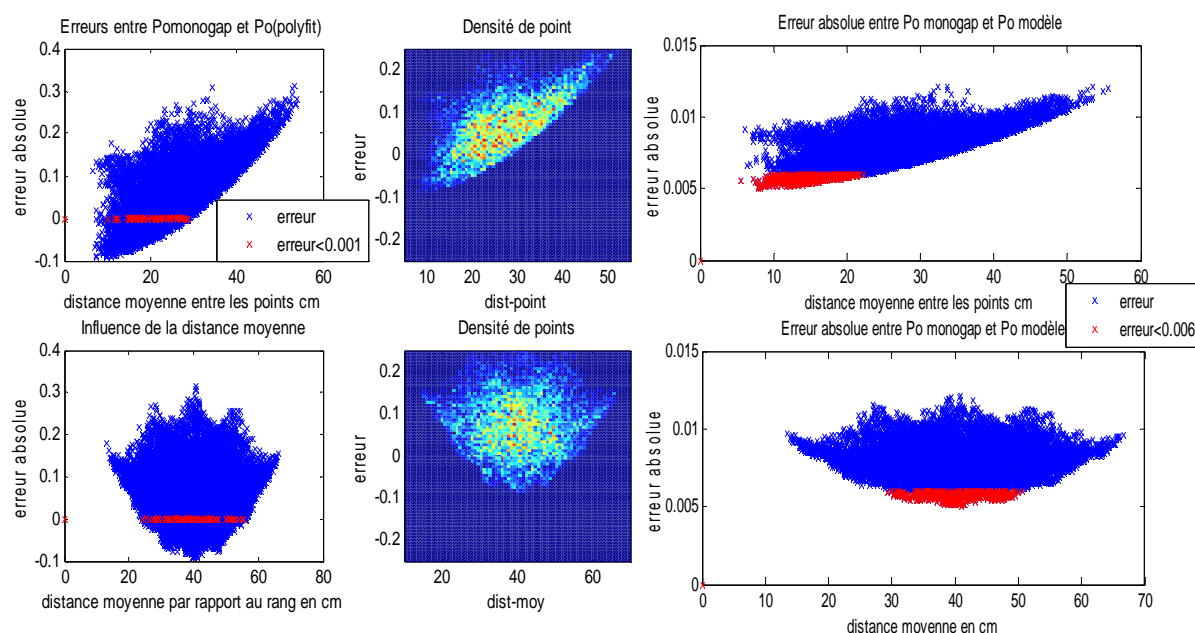 Erreurs entre Pomonogap et Po(polyfit)
0.4
0.3
0.2
0.1
0
-0.1
erreur absolue
0
20
40
60
distance moyenne entre les points cm
erreur
erreur<0.001
Densité de point
0.2
0.1
0
-0.1
-0.2
erreur
10
20
30
40
50
dist-point
Erreur absolue entre Po monogap et Po modèle
0.015
0.01
0.005
0
erreur absolue
0
10
20
30
40
50
60
distance moyenne entre les points cm
erreur
erreur<0.006
Influence de la distance moyenne
0.4
0.3
0.2
0.1
0
-0.1
erreur absolue
0
20
40
60
80
distance moyenne par rapport au rang en cm
Densité de points
0.2
0.1
0
-0.1
-0.2
erreur
20
40
60
dist-moy
Erreur absolue entre Po monogap et Po modèle
0.015
0.01
0.005
0
erreur absolue
0
10
20
30
40
50
60
70
distance moyenne en cm